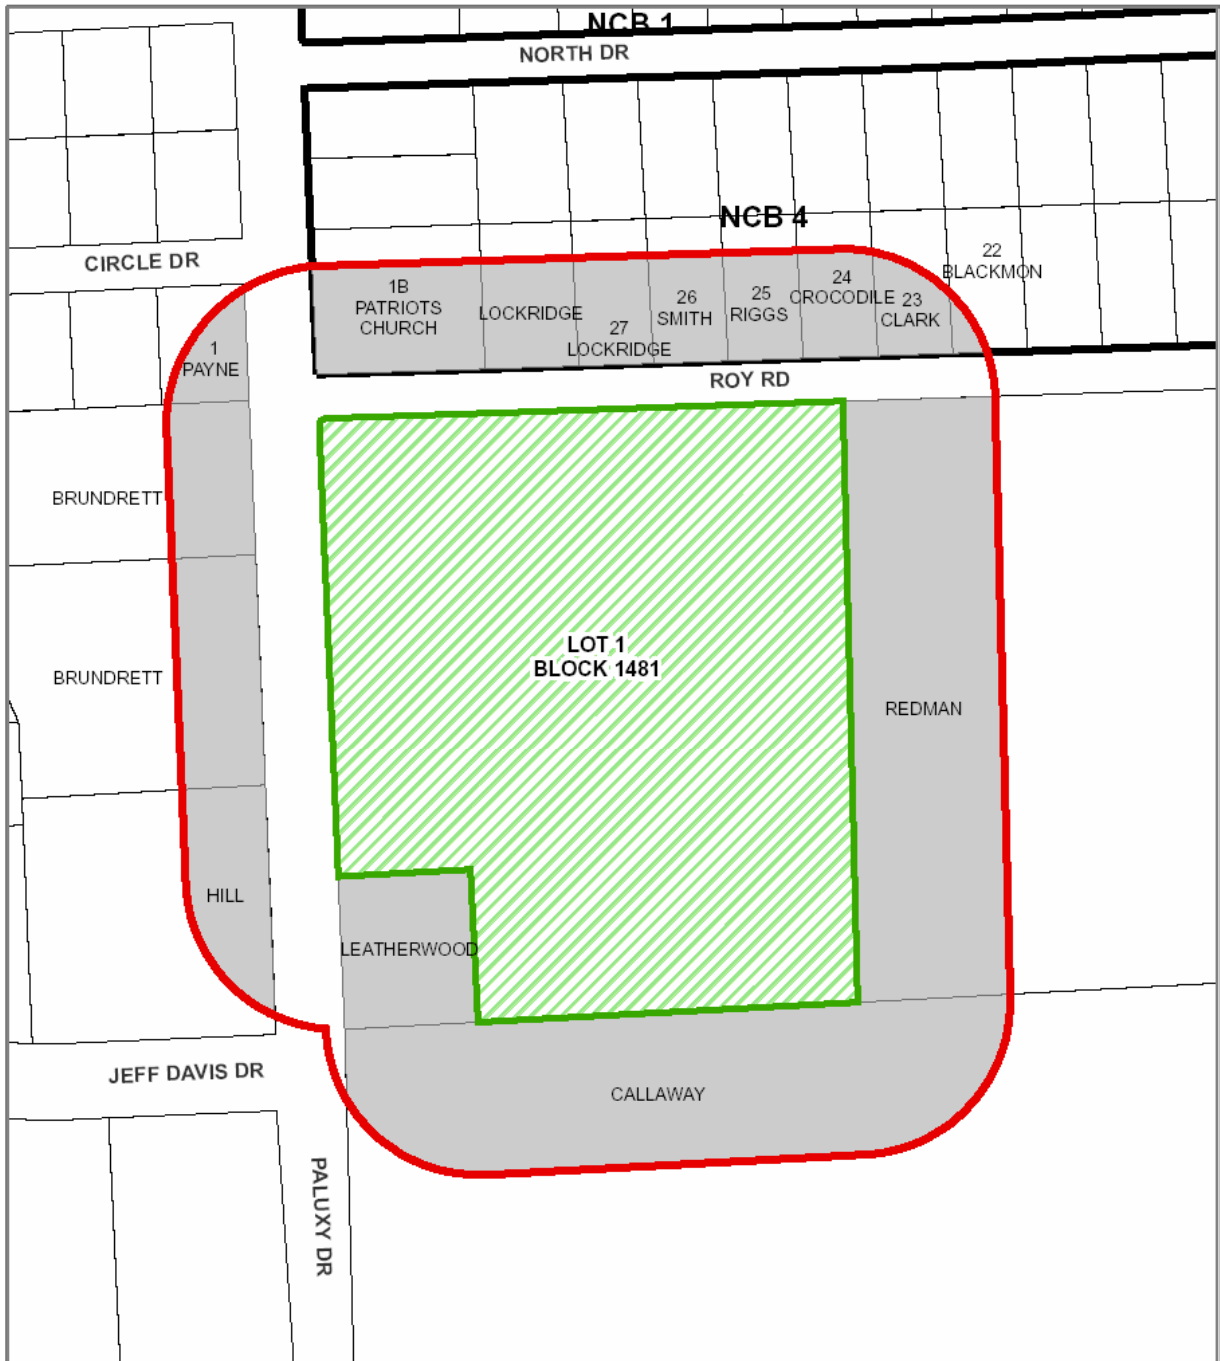 NCB 1
NORTH DR
NCB 4
CIRCLE DR
22
BLACKMON
1B
PATRIOTS
CHURCH
LOCKRIDGE
27
LOCKRIDGE
26
SMITH
25
RIGGS
24
CROCODILE
23
CLARK
1
PAYNE
ROY RD
BRUNDRETT
LOT 1
BLOCK 1481
BRUNDRETT
REDMAN
HILL
LEATHERWOOD
JEFF DAVIS DR
CALLAWAY
PALUXY DR